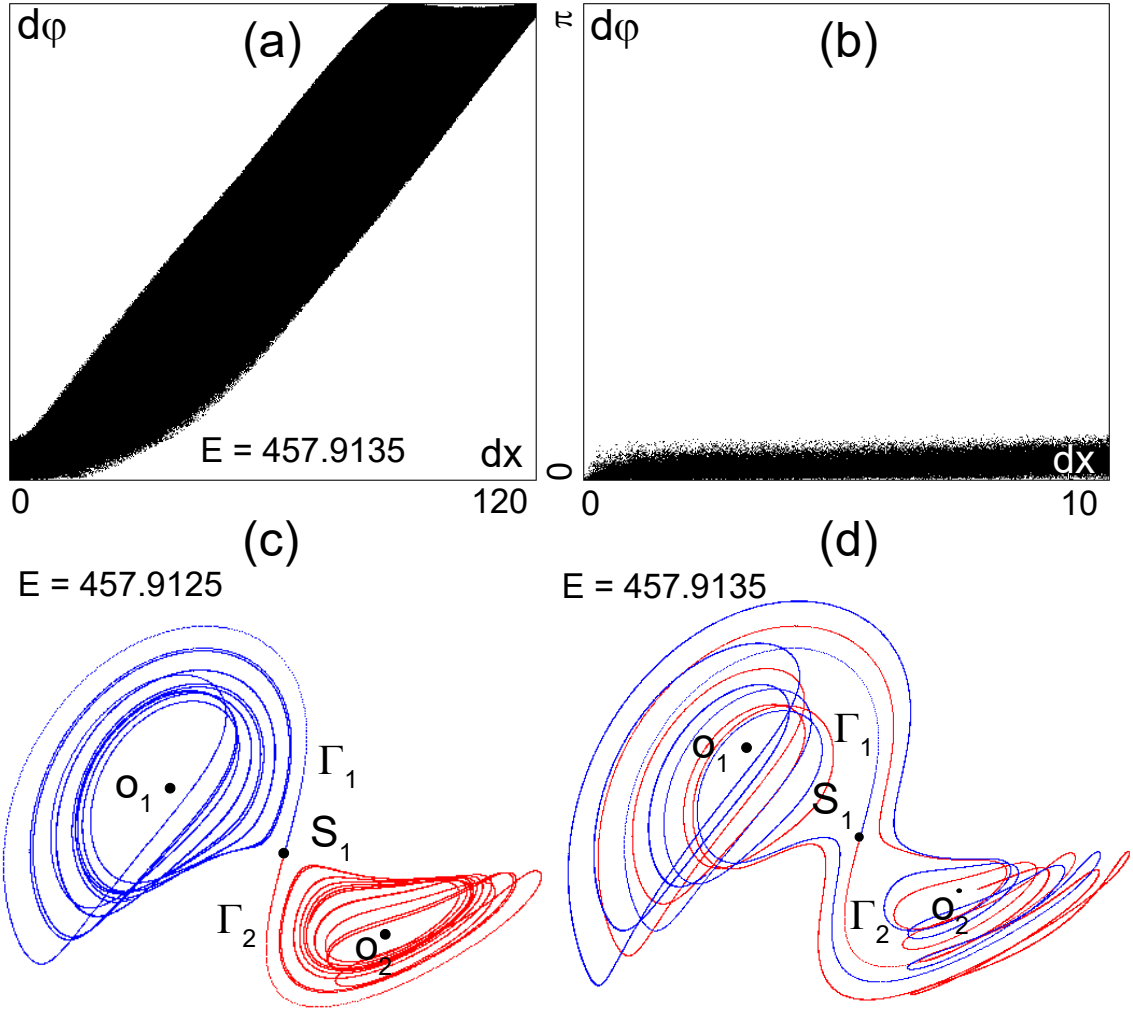 dφ
(a)
E = 457.9135
dx
0
120
π
dφ
(b)
0
dx
0
10
(c)
E = 457.9125
O₁
Γ₁
S₁
Γ₂
O₂
(d)
E = 457.9135
O₁
Γ₁
S₁
Γ₂
O₂